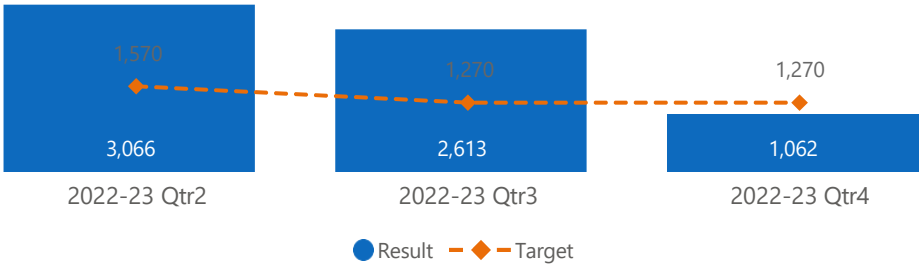 1,570 1,270 1,270
3,066 2,613 1,062
2022-23 Qtr2 2022-23 Qtr3 2022-23 Qtr4
Result Target